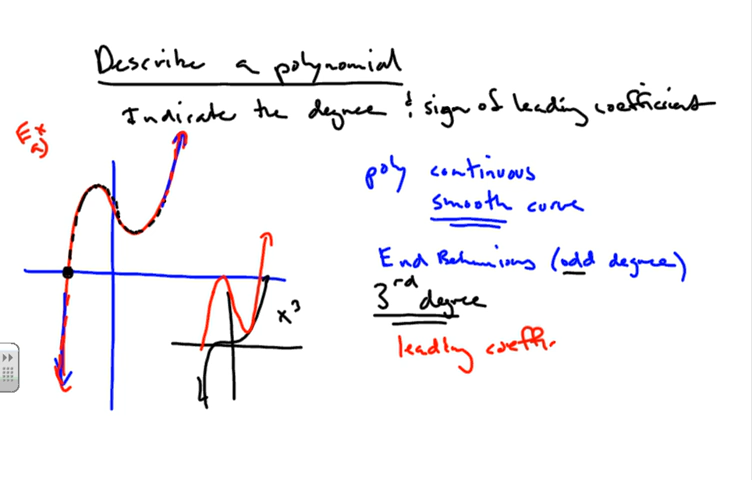 Describe a polynomial
Indicate the degree & sign of leading coefficient
Ex
a)
poly continuous
smooth curve
End Behaviors (odd degree)
3rd degree
x³
leading coeffi.